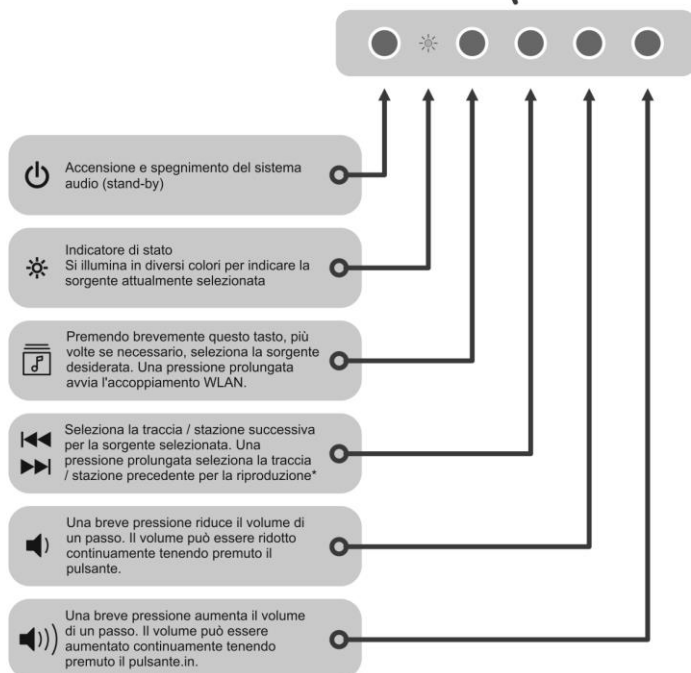 Accensione e spegnimento del sistema
audio (stand-by)
Indicatore di stato
Si illumina in diversi colori per indicare la
sorgente attualmente selezionata
Premendo brevemente questo tasto, più
volte se necessario, seleziona la sorgente
desiderata. Una pressione prolungata
avvia l'accoppiamento WLAN.
Seleziona la traccia / stazione successiva
per la sorgente selezionata. Una
pressione prolungata seleziona la traccia
/ stazione precedente per la riproduzione*
Una breve pressione riduce il volume di
un passo. Il volume può essere ridotto
continuamente tenendo premuto il
pulsante.
Una breve pressione aumenta il volume
di un passo. Il volume può essere
aumentato continuamente tenendo
premuto il pulsante.in.